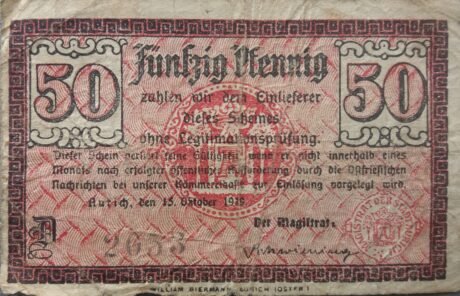 50 Fünfzig Pfennig 50
zahlen wir dem Einlieferer
dieses Scheines
ohne Legitimationsprüfung.
Dieser Schein verliert seine Gültigkeit, wenn er nicht innerhalb eines
Monats nach erfolgter öffentlicher Aufforderung durch die Ostfriesischen
Nachrichten bei unserer Kämmereikasse zur Einlösung vorgelegt wird.
Aurich, den 15. Oktober 1919.
Der Magistrat.
A
2653
WILLIAM BIERMANN, AURICH (OSTFR.)